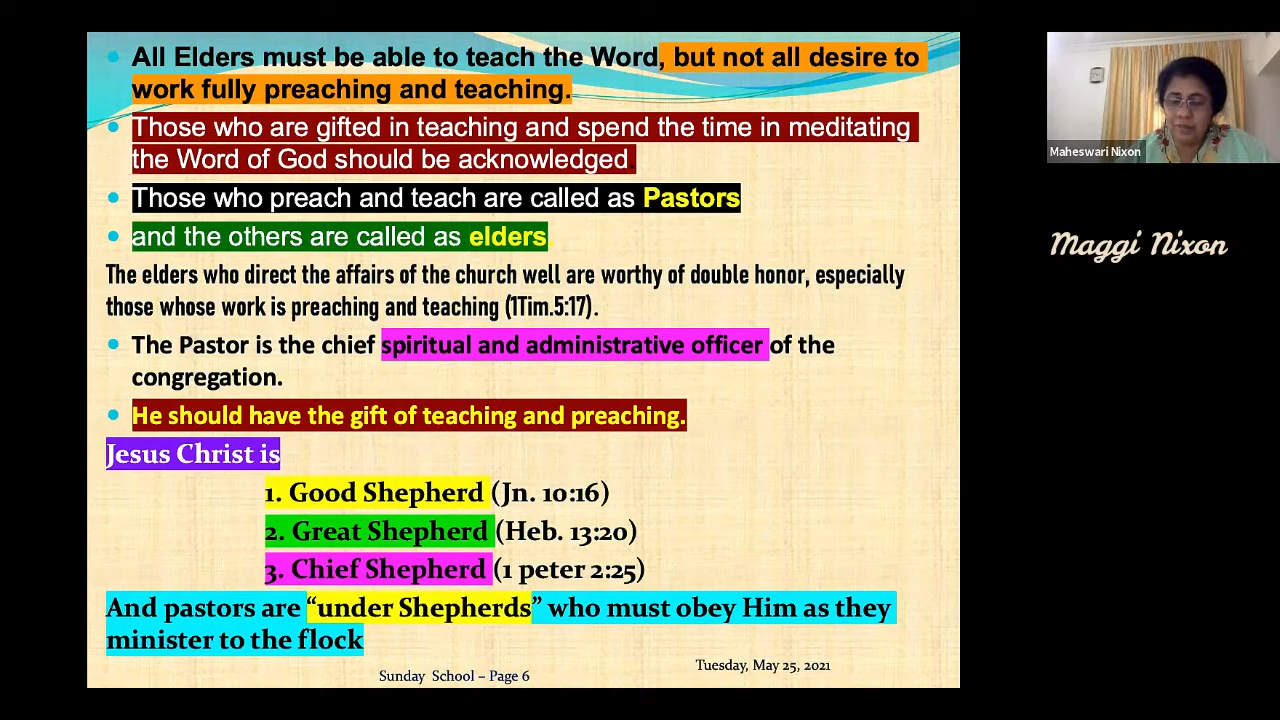 All Elders must be able to teach the Word, but not all desire to
work fully preaching and teaching.
Those who are gifted in teaching and spend the time in meditating
the Word of God should be acknowledged.
Those who preach and teach are called as Pastors
and the others are called as elders.
The elders who direct the affairs of the church well are worthy of double honor, especially
those whose work is preaching and teaching (1Tim.5:17).
The Pastor is the chief spiritual and administrative officer of the
congregation.
He should have the gift of teaching and preaching.
Jesus Christ is
1. Good Shepherd (Jn. 10:16)
2. Great Shepherd (Heb. 13:20)
3. Chief Shepherd (1 peter 2:25)
And pastors are “under Shepherds” who must obey Him as they
minister to the flock
Sunday School – Page 6
Tuesday, May 25, 2021
Maheswari Nixon
Maggi Nixon